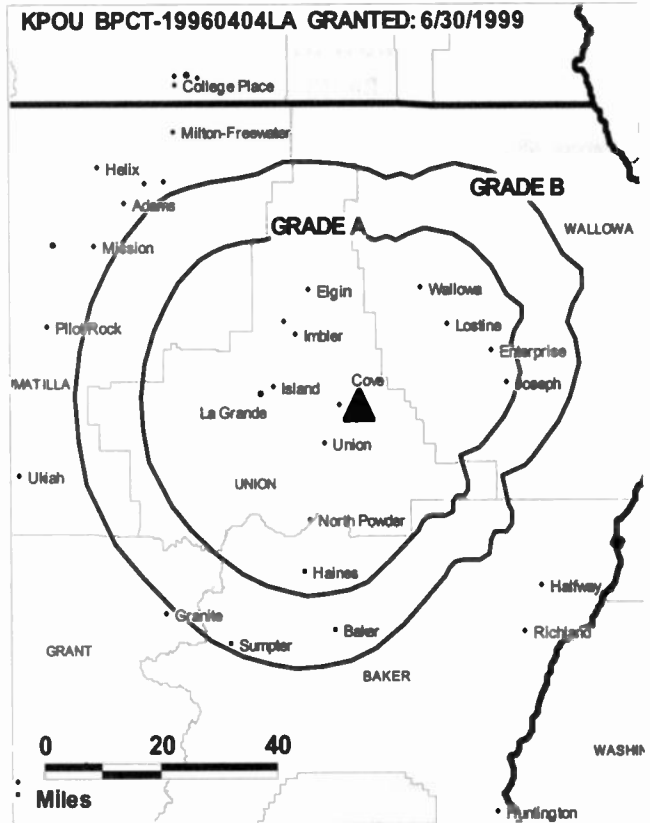 KPOU BPCT-19960404LA GRANTED: 6/30/1999
College Place
Milton-Freewater
Helix
GRADE B
Adams
GRADE A
WALLOWA
Mission
Elgin
Wallowa
Lostine
Pilot Rock
Imbler
Enterprise
UMATILLA
Island
Cove
Joseph
La Grande
Union
Ukiah
UNION
North Powder
Haines
Halfway
Granite
Sumpter
Baker
Richland
GRANT
BAKER
0 20 40
WASHIN
Miles
Huntington